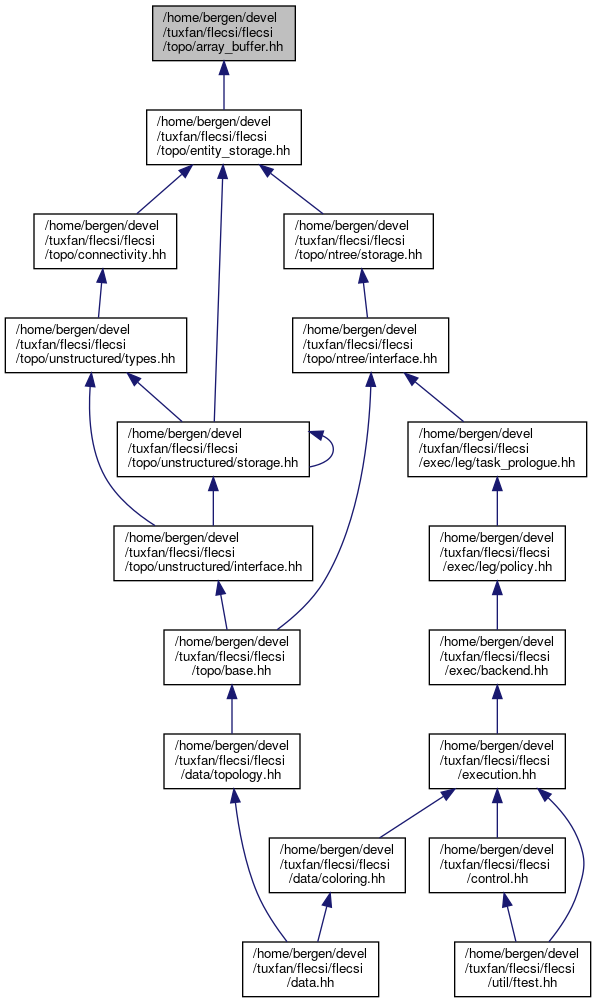 /home/bergen/devel
/tuxfan/flecsi/flecsi
/topo/array_buffer.hh
/home/bergen/devel
/tuxfan/flecsi/flecsi
/topo/entity_storage.hh
/home/bergen/devel
/tuxfan/flecsi/flecsi
/topo/connectivity.hh
/home/bergen/devel
/tuxfan/flecsi/flecsi
/topo/ntree/storage.hh
/home/bergen/devel
/tuxfan/flecsi/flecsi
/topo/unstructured/types.hh
/home/bergen/devel
/tuxfan/flecsi/flecsi
/topo/ntree/interface.hh
/home/bergen/devel
/tuxfan/flecsi/flecsi
/topo/unstructured/storage.hh
/home/bergen/devel
/tuxfan/flecsi/flecsi
/exec/leg/task_prologue.hh
/home/bergen/devel
/tuxfan/flecsi/flecsi
/topo/unstructured/interface.hh
/home/bergen/devel
/tuxfan/flecsi/flecsi
/exec/leg/policy.hh
/home/bergen/devel
/tuxfan/flecsi/flecsi
/topo/base.hh
/home/bergen/devel
/tuxfan/flecsi/flecsi
/exec/backend.hh
/home/bergen/devel
/tuxfan/flecsi/flecsi
/data/topology.hh
/home/bergen/devel
/tuxfan/flecsi/flecsi
/execution.hh
/home/bergen/devel
/tuxfan/flecsi/flecsi
/data/coloring.hh
/home/bergen/devel
/tuxfan/flecsi/flecsi
/control.hh
/home/bergen/devel
/tuxfan/flecsi/flecsi
/data.hh
/home/bergen/devel
/tuxfan/flecsi/flecsi
/util/ftest.hh